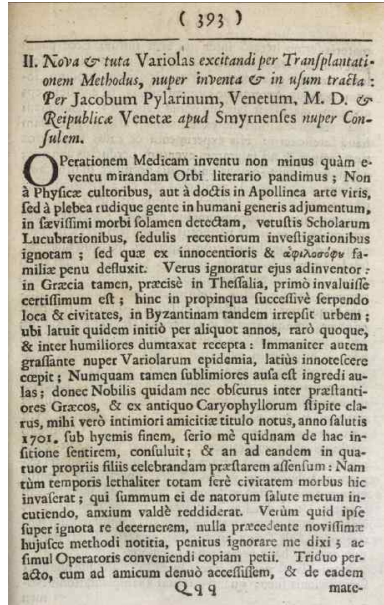 ( 393 )
II. Nova & tuta Variolas excitandi per Transplantati-
onem Methodus, nuper inventa & in usum tracta :
Per Jacobum Pylarinum, Venetum, M. D. &
Reipublicæ Venetæ apud Smyrnenses nuper Con-
sulem.
OPerationem Medicam inventu non minus quàm e-
ventu mirandam Orbi literario pandimus ; Non
à Physicæ cultoribus, aut à doctis in Apollinea arte viris,
sed à plebea rudique gente in humani generis adjumentum,
in sævissimi morbi solamen detectam, vetustis Scholarum
Lucubrationibus, sedulis recentiorum investigationibus
ignotam ; sed quæ ex innocentioris & ἀφιλοσόφου fa-
miliæ penu defluxit. Verus ignoratur ejus adinventor :
in Græcia tamen, præcisè in Thessalia, primò invaluisse
certissimum est ; hinc in propinqua successivè serpendo
loca & civitates, in Byzantinam tandem irrepsit urbem ;
ubi latuit quidem initiò per aliquot annos, rarò quoque,
& inter humiliores dumtaxat recepta : Immaniter autem
grassante nuper Variolarum epidemia, latiùs innotescere
cœpit ; Numquam tamen sublimiores ausa est ingredi au-
las ; donec Nobilis quidam nec obscurus inter præstanti-
ores Græcos, & ex antiquo Caryophyllorum stipite cla-
rus, mihi verò intimiori amicitiæ titulo notus, anno salutis
1701. sub hyemis finem, serio mè quidnam de hac in-
sitione sentirem, consuluit ; & an ad eandem in qua-
tuor propriis filiis celebrandam præstarem assensum : Nam
tùm temporis lethaliter totam ferè civitatem morbus hic
invaserat ; qui summum ei de natorum salute metum in-
cutiendo, anxium valdè reddiderat. Verùm quid ipse
super ignota re decernerem, nulla præcedente novissimæ
hujusce methodi notitia, penitus ignorare me dixi ; ac
simul Operatoris conveniendi copiam petii. Triduo per-
acto, cum ad amicum denuò accessissem, & de eadem
Q q q
mate-